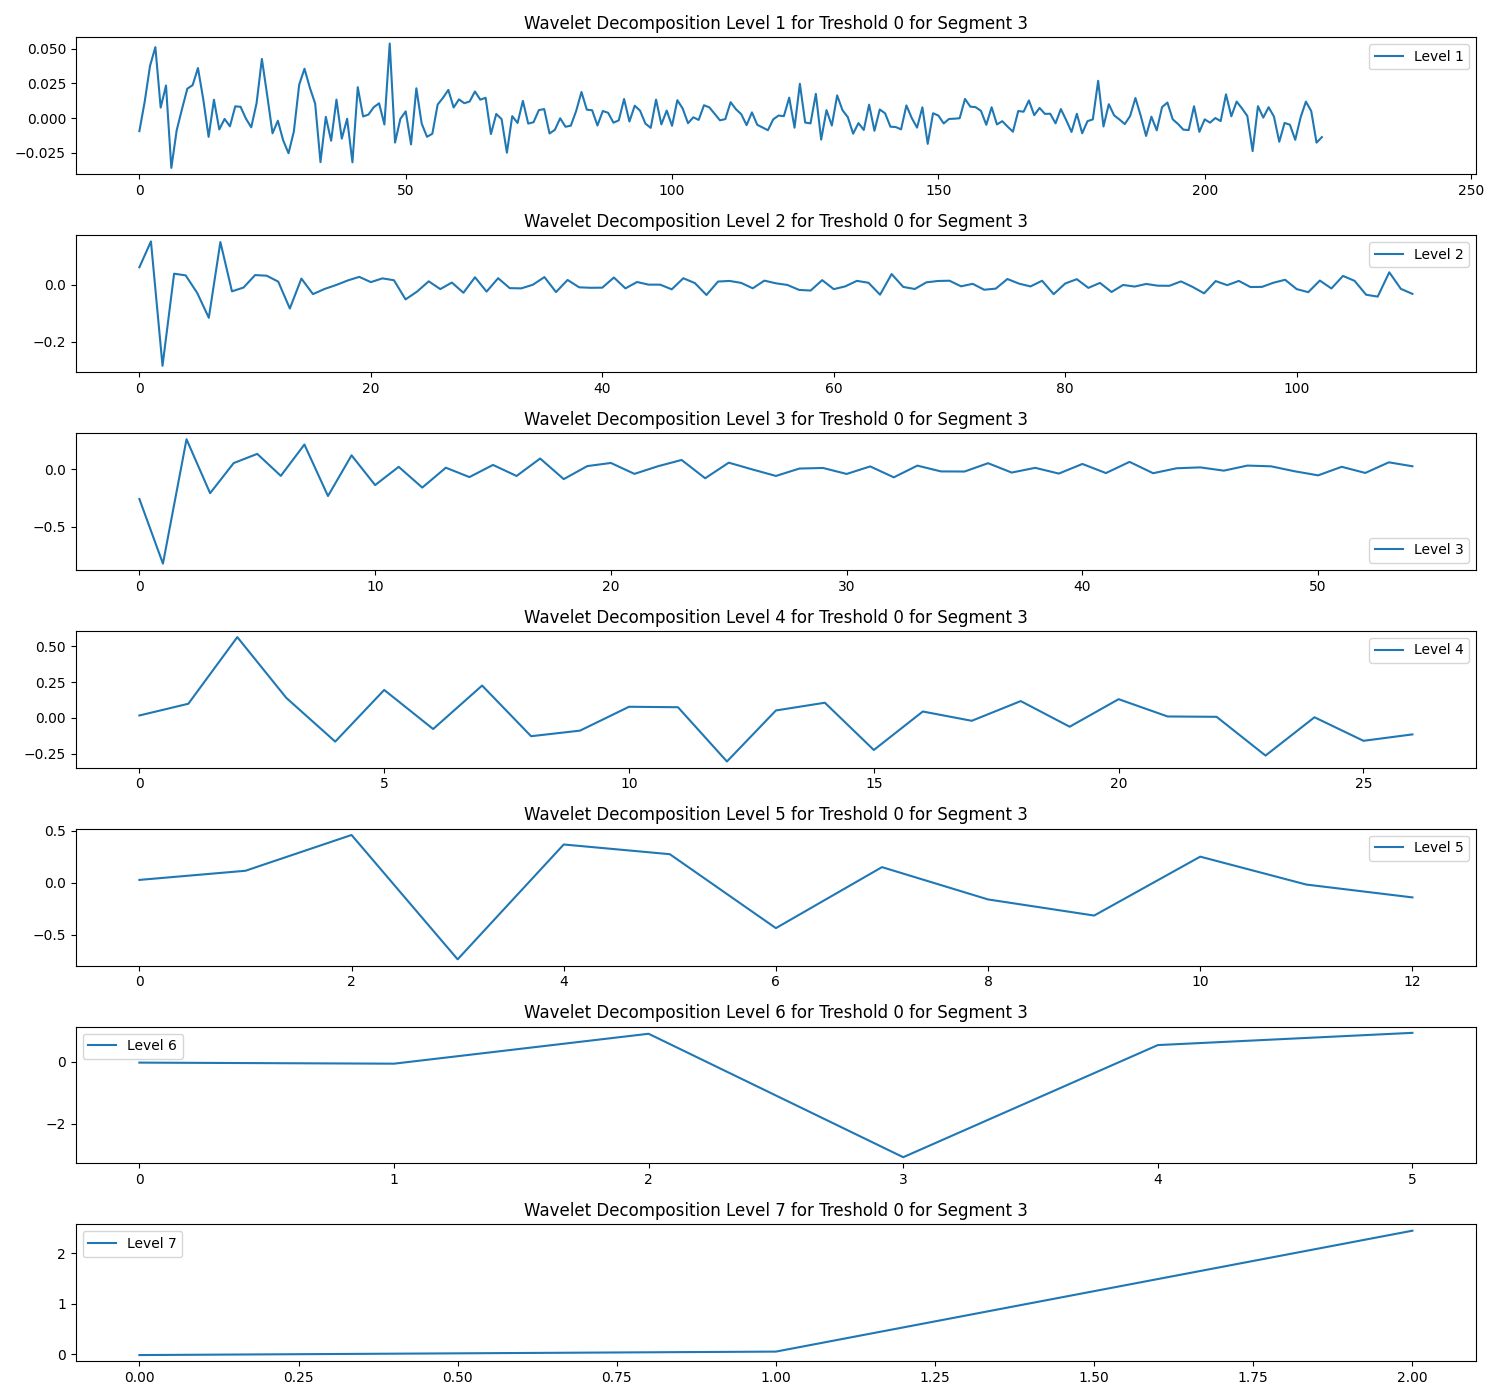 Wavelet Decomposition Level 1 for Treshold 0 for Segment 3
0.050
0.025
0.000
−0.025
Level 1
0 50 100 150 200 250
Wavelet Decomposition Level 2 for Treshold 0 for Segment 3
0.0
−0.2
Level 2
0 20 40 60 80 100
Wavelet Decomposition Level 3 for Treshold 0 for Segment 3
0.0
−0.5
Level 3
0 10 20 30 40 50
Wavelet Decomposition Level 4 for Treshold 0 for Segment 3
0.50
0.25
0.00
−0.25
Level 4
0 5 10 15 20 25
Wavelet Decomposition Level 5 for Treshold 0 for Segment 3
0.5
0.0
−0.5
Level 5
0 2 4 6 8 10 12
Wavelet Decomposition Level 6 for Treshold 0 for Segment 3
0
−2
Level 6
0 1 2 3 4 5
Wavelet Decomposition Level 7 for Treshold 0 for Segment 3
2
1
0
Level 7
0.00 0.25 0.50 0.75 1.00 1.25 1.50 1.75 2.00